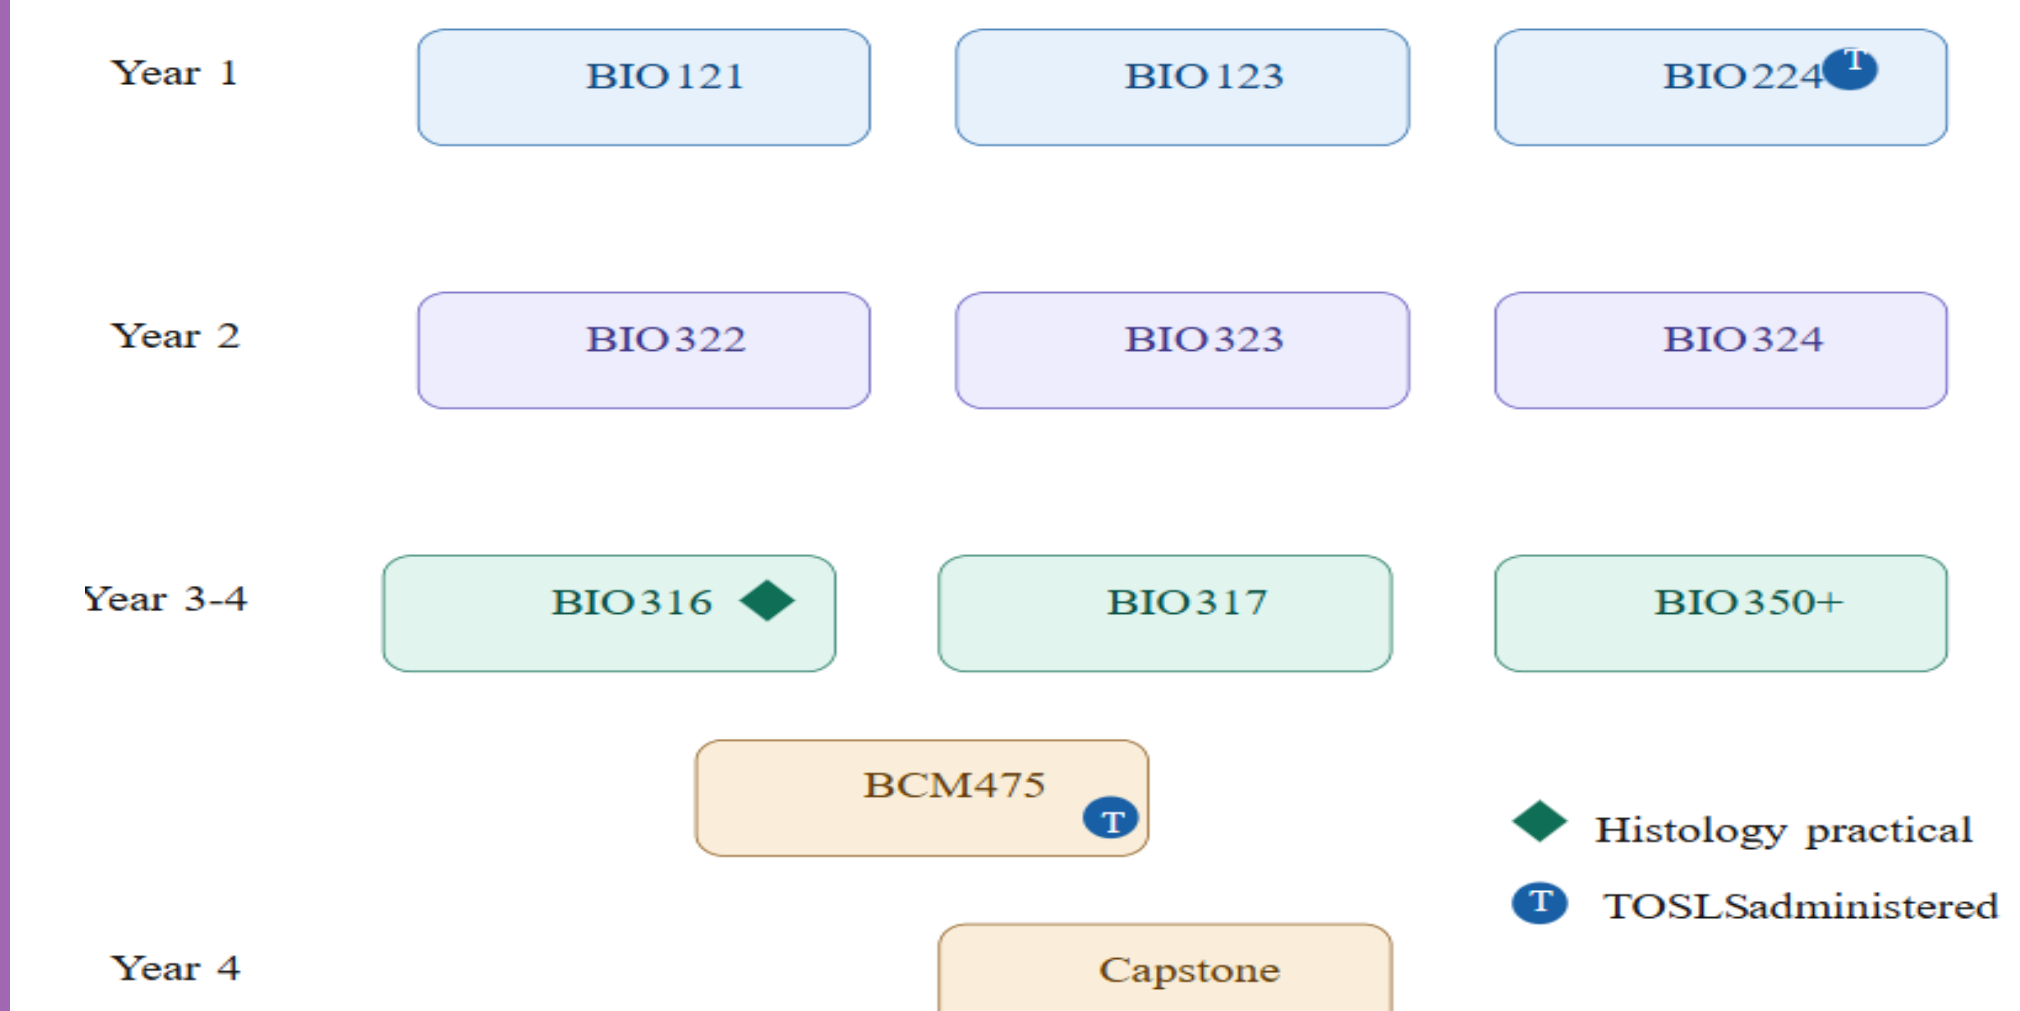 Year 1 BIO121 BIO123 BIO224 T
Year 2 BIO322 BIO323 BIO324
Year 3-4 BIO316 BIO317 BIO350+
BCM475
T
Histology practical
T TOSLSadministered
Year 4 Capstone